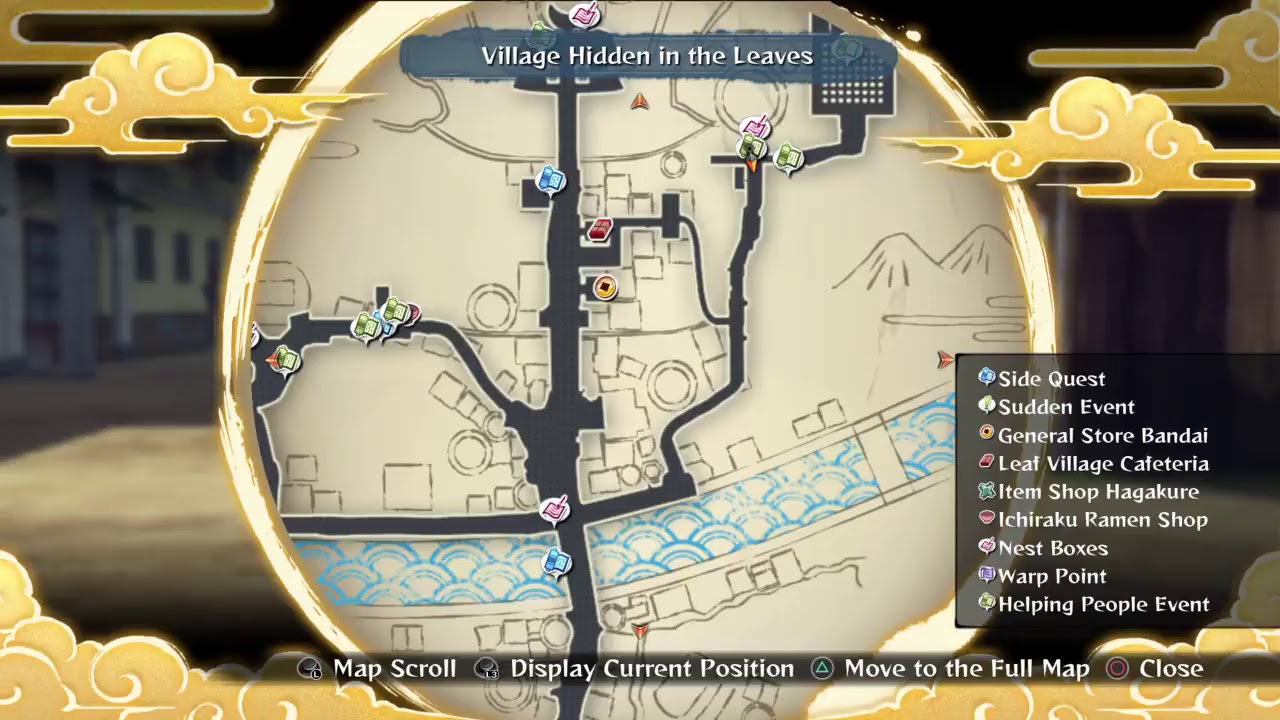 Village Hidden in the Leaves
Side Quest
Sudden Event
General Store Bandai
Leaf Village Cafeteria
Item Shop Hagakure
Ichiraku Ramen Shop
Nest Boxes
Warp Point
Helping People Event
L Map Scroll L3 Display Current Position Move to the Full Map Close